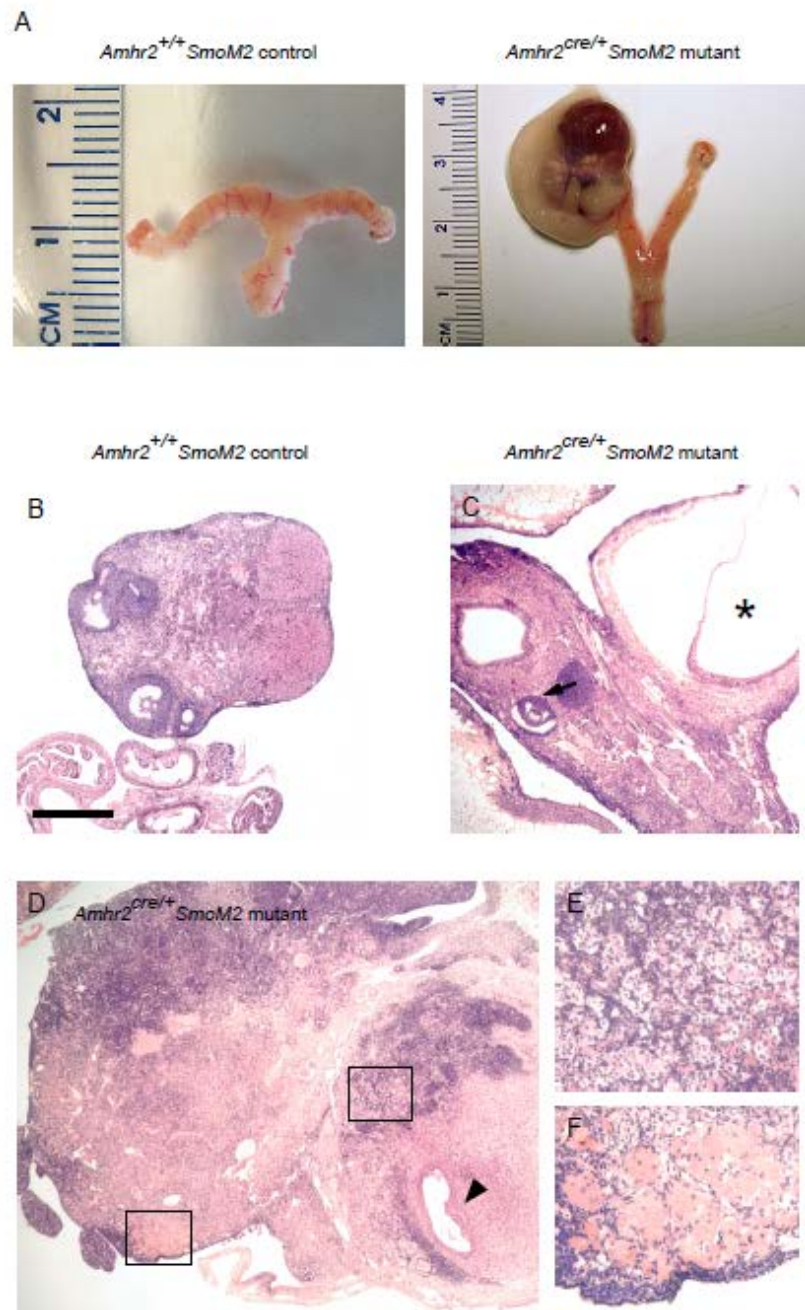 A
Amhr2+/+SmoM2 control
Amhr2cre/+SmoM2 mutant
2
1
CM
4
3
2
1
CM
Amhr2+/+SmoM2 control
Amhr2cre/+SmoM2 mutant
B
C
*
D
Amhr2cre/+SmoM2 mutant
E
F